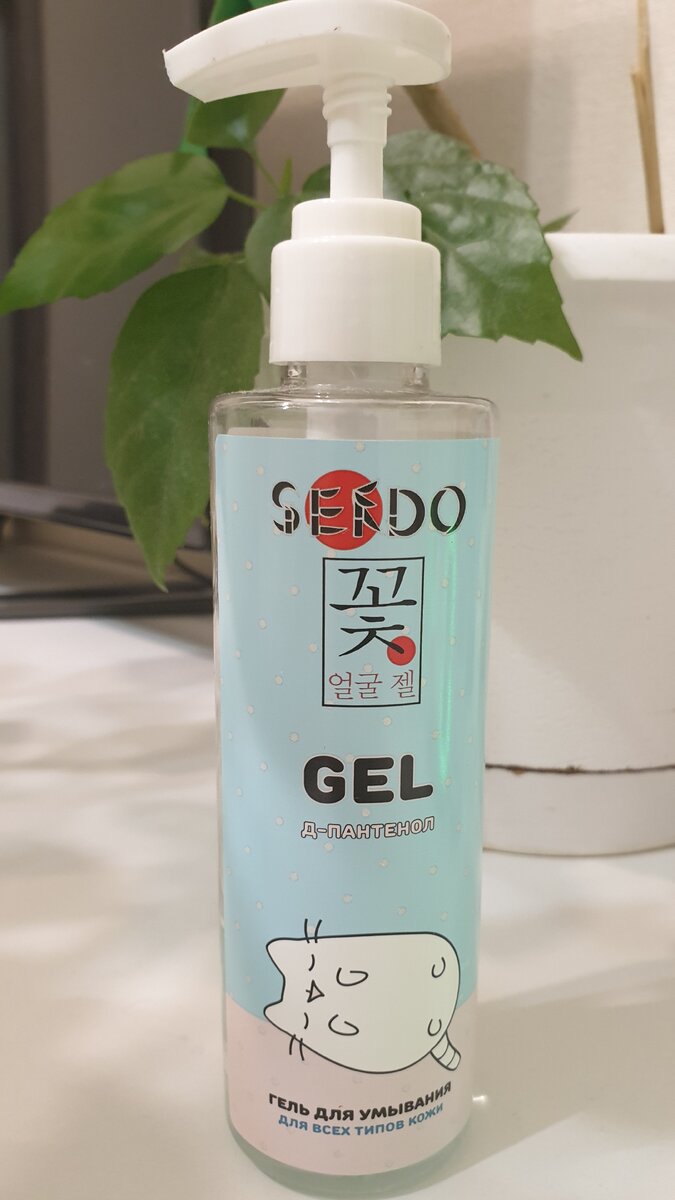 SENDO
꽃
얼굴 젤
GEL
Д-ПАНТЕНОЛ
ГЕЛЬ ДЛЯ УМЫВАНИЯ
ДЛЯ ВСЕХ ТИПОВ КОЖИ